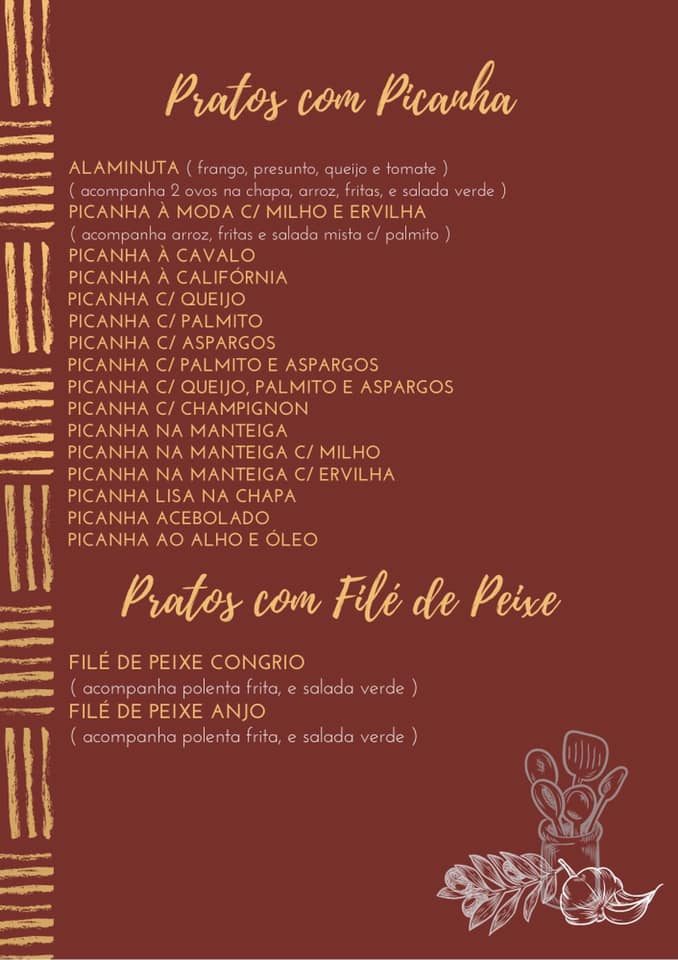 Pratos com Picanha
ALAMINUTA ( frango, presunto, queijo e tomate )
( acompanha 2 ovos na chapa, arroz, fritas, e salada verde )
PICANHA À MODA C/ MILHO E ERVILHA
( acompanha arroz, fritas e salada mista c/ palmito )
PICANHA À CAVALO
PICANHA À CALIFÓRNIA
PICANHA C/ QUEIJO
PICANHA C/ PALMITO
PICANHA C/ ASPARGOS
PICANHA C/ PALMITO E ASPARGOS
PICANHA C/ QUEIJO, PALMITO E ASPARGOS
PICANHA C/ CHAMPIGNON
PICANHA NA MANTEIGA
PICANHA NA MANTEIGA C/ MILHO
PICANHA NA MANTEIGA C/ ERVILHA
PICANHA LISA NA CHAPA
PICANHA ACEBOLADO
PICANHA AO ALHO E ÓLEO
Pratos com Filé de Peixe
FILÉ DE PEIXE CONGRIO
( acompanha polenta frita, e salada verde )
FILÉ DE PEIXE ANJO
( acompanha polenta frita, e salada verde )